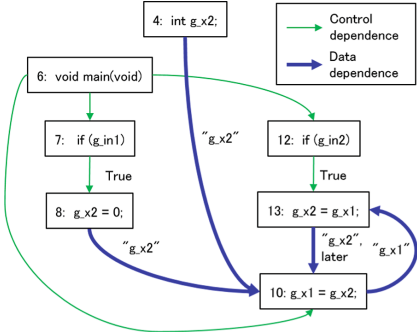 4: int g_x2;
Control
dependence
Data
dependence
6: void main(void)
7: if (g_in1)
12: if (g_in2)
"g_x2"
True
True
8: g_x2 = 0;
13: g_x2 = g_x1;
"g_x2"
"g_x2",
later
"g_x1"
10: g_x1 = g_x2;